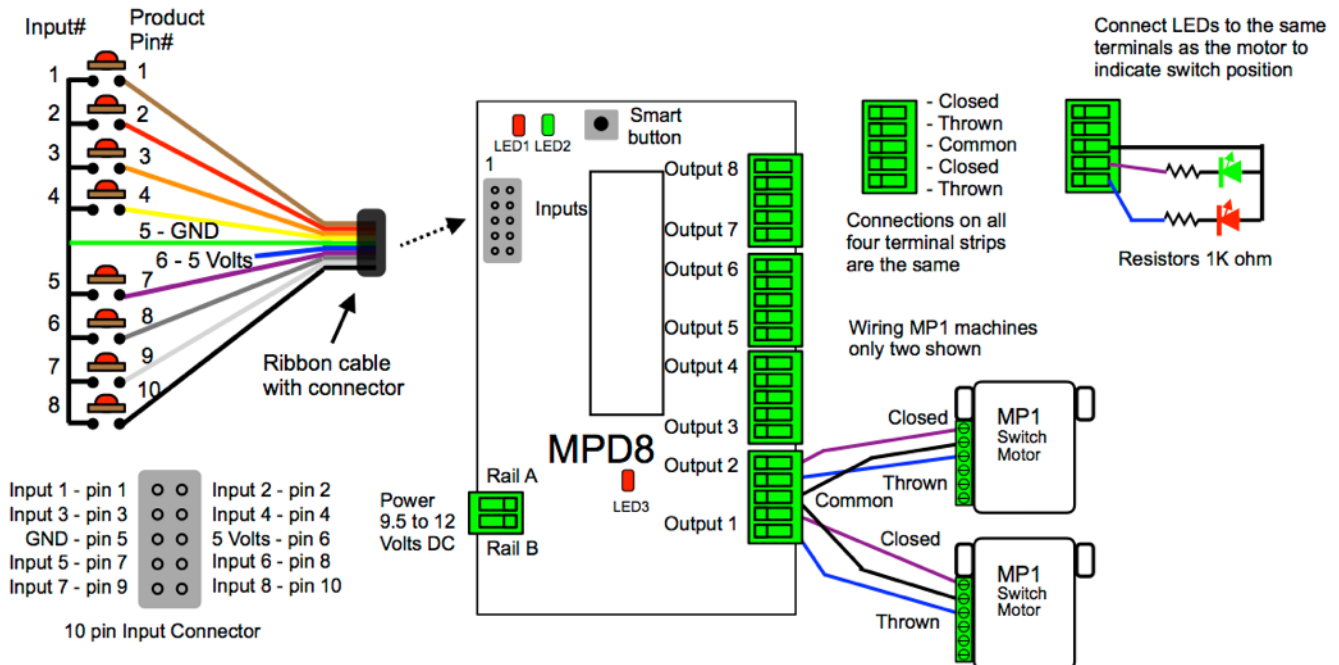 Input#
Product
Pin#
1
1
2
2
3
3
4
4
5 - GND
6 - 5 Volts
5
7
6
8
7
9
8
10
Ribbon cable
with connector
Input 1 - pin 1
Input 2 - pin 2
Input 3 - pin 3
Input 4 - pin 4
GND - pin 5
5 Volts - pin 6
Input 5 - pin 7
Input 6 - pin 8
Input 7 - pin 9
Input 8 - pin 10
10 pin Input Connector
LED1
LED2
Smart
button
1
Inputs
Output 8
Output 7
Output 6
Output 5
Output 4
Output 3
MPD8
LED3
Output 2
Output 1
Rail A
Power
9.5 to 12
Volts DC
Rail B
- Closed
- Thrown
- Common
- Closed
- Thrown
Connections on all
four terminal strips
are the same
Connect LEDs to the same
terminals as the motor to
indicate switch position
Resistors 1K ohm
Wiring MP1 machines
only two shown
Closed
Thrown
Common
MP1
Switch
Motor
Closed
Thrown
MP1
Switch
Motor